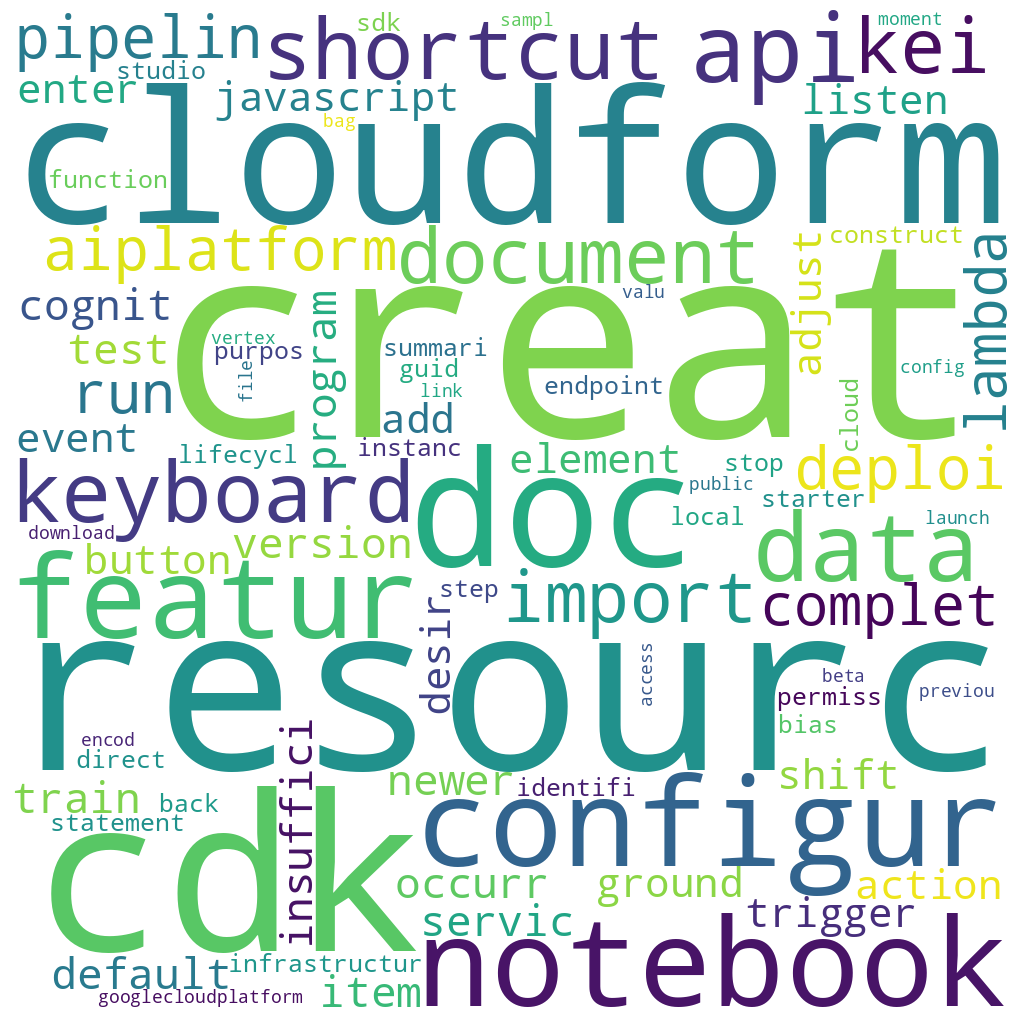 pipelin
sdk
sampl
moment
shortcut
api
kei
studio
enter
javascript
listen
bag
cloudform
function
aiplatform
document
construct
adjust
lambda
creat
cognit
valu
program
vertex
test
purpos
summari
file
guid
link
endpoint
config
run
add
cloud
event
instanc
lifecycl
element
stop
deploi
keyboard
doc
public
starter
local
data
launch
download
button
version
featur
step
import
complet
desir
resourc
access
beta
permiss
previou
bias
encod
direct
insuffici
newer
identifi
shift
train
back
statement
configur
cdk
occurr
ground
action
servic
trigger
default
infrastructur
item
notebook
googlecloudplatform